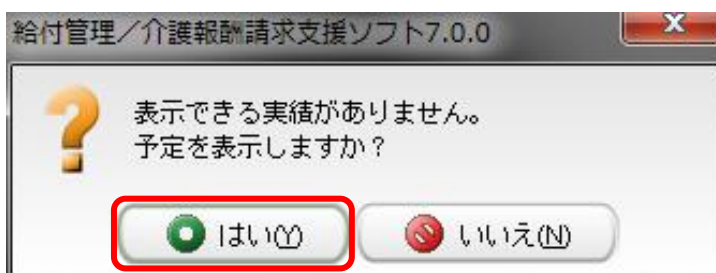 給付管理／介護報酬請求支援ソフト7.0.0
表示できる実績がありません。
予定を表示しますか？
はい(Y) いいえ(N)